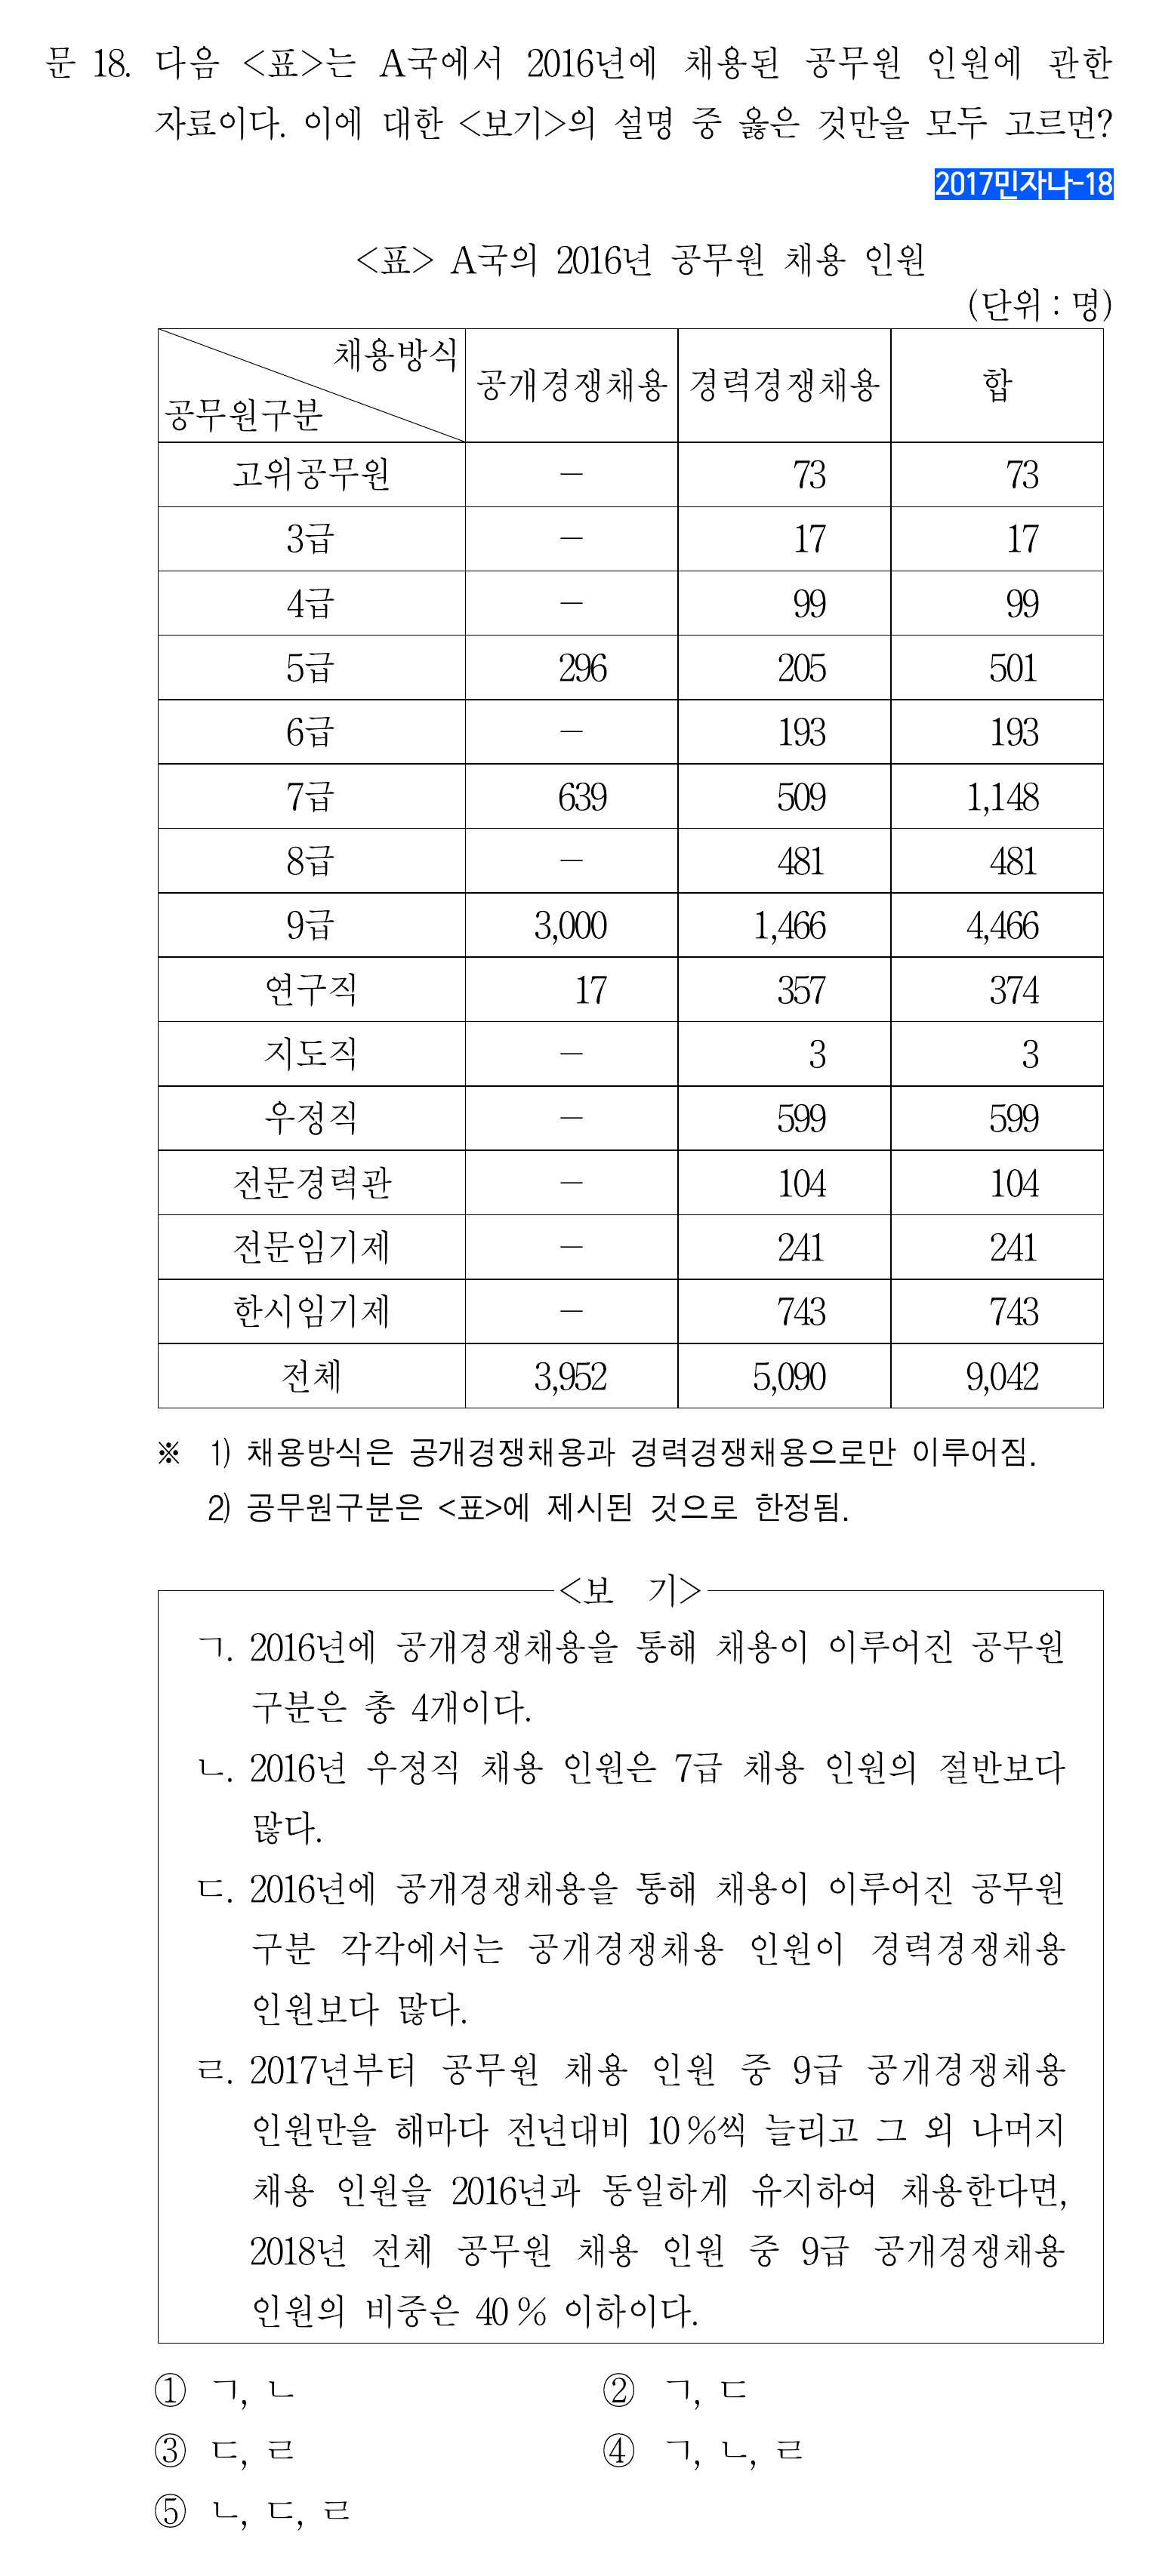 문 18. 다음 <표>는 A국에서 2016년에 채용된 공무원 인원에 관한
자료이다. 이에 대한 <보기>의 설명 중 옳은 것만을 모두 고르면?
2017민자나-18
<표> A국의 2016년 공무원 채용 인원
(단위 : 명)
채용방식
공무원구분 공개경쟁채용 경력경쟁채용 합
고위공무원 － 73 73
3급 － 17 17
4급 － 99 99
5급 296 205 501
6급 － 193 193
7급 639 509 1,148
8급 － 481 481
9급 3,000 1,466 4,466
연구직 17 357 374
지도직 － 3 3
우정직 － 599 599
전문경력관 － 104 104
전문임기제 － 241 241
한시임기제 － 743 743
전체 3,952 5,090 9,042
※ 1) 채용방식은 공개경쟁채용과 경력경쟁채용으로만 이루어짐.
2) 공무원구분은 <표>에 제시된 것으로 한정됨.
<보 기>
ㄱ. 2016년에 공개경쟁채용을 통해 채용이 이루어진 공무원
구분은 총 4개이다.
ㄴ. 2016년 우정직 채용 인원은 7급 채용 인원의 절반보다
많다.
ㄷ. 2016년에 공개경쟁채용을 통해 채용이 이루어진 공무원
구분 각각에서는 공개경쟁채용 인원이 경력경쟁채용
인원보다 많다.
ㄹ. 2017년부터 공무원 채용 인원 중 9급 공개경쟁채용
인원만을 해마다 전년대비 10 %씩 늘리고 그 외 나머지
채용 인원을 2016년과 동일하게 유지하여 채용한다면,
2018년 전체 공무원 채용 인원 중 9급 공개경쟁채용
인원의 비중은 40 % 이하이다.
① ㄱ, ㄴ ② ㄱ, ㄷ
③ ㄷ, ㄹ ④ ㄱ, ㄴ, ㄹ
⑤ ㄴ, ㄷ, ㄹ